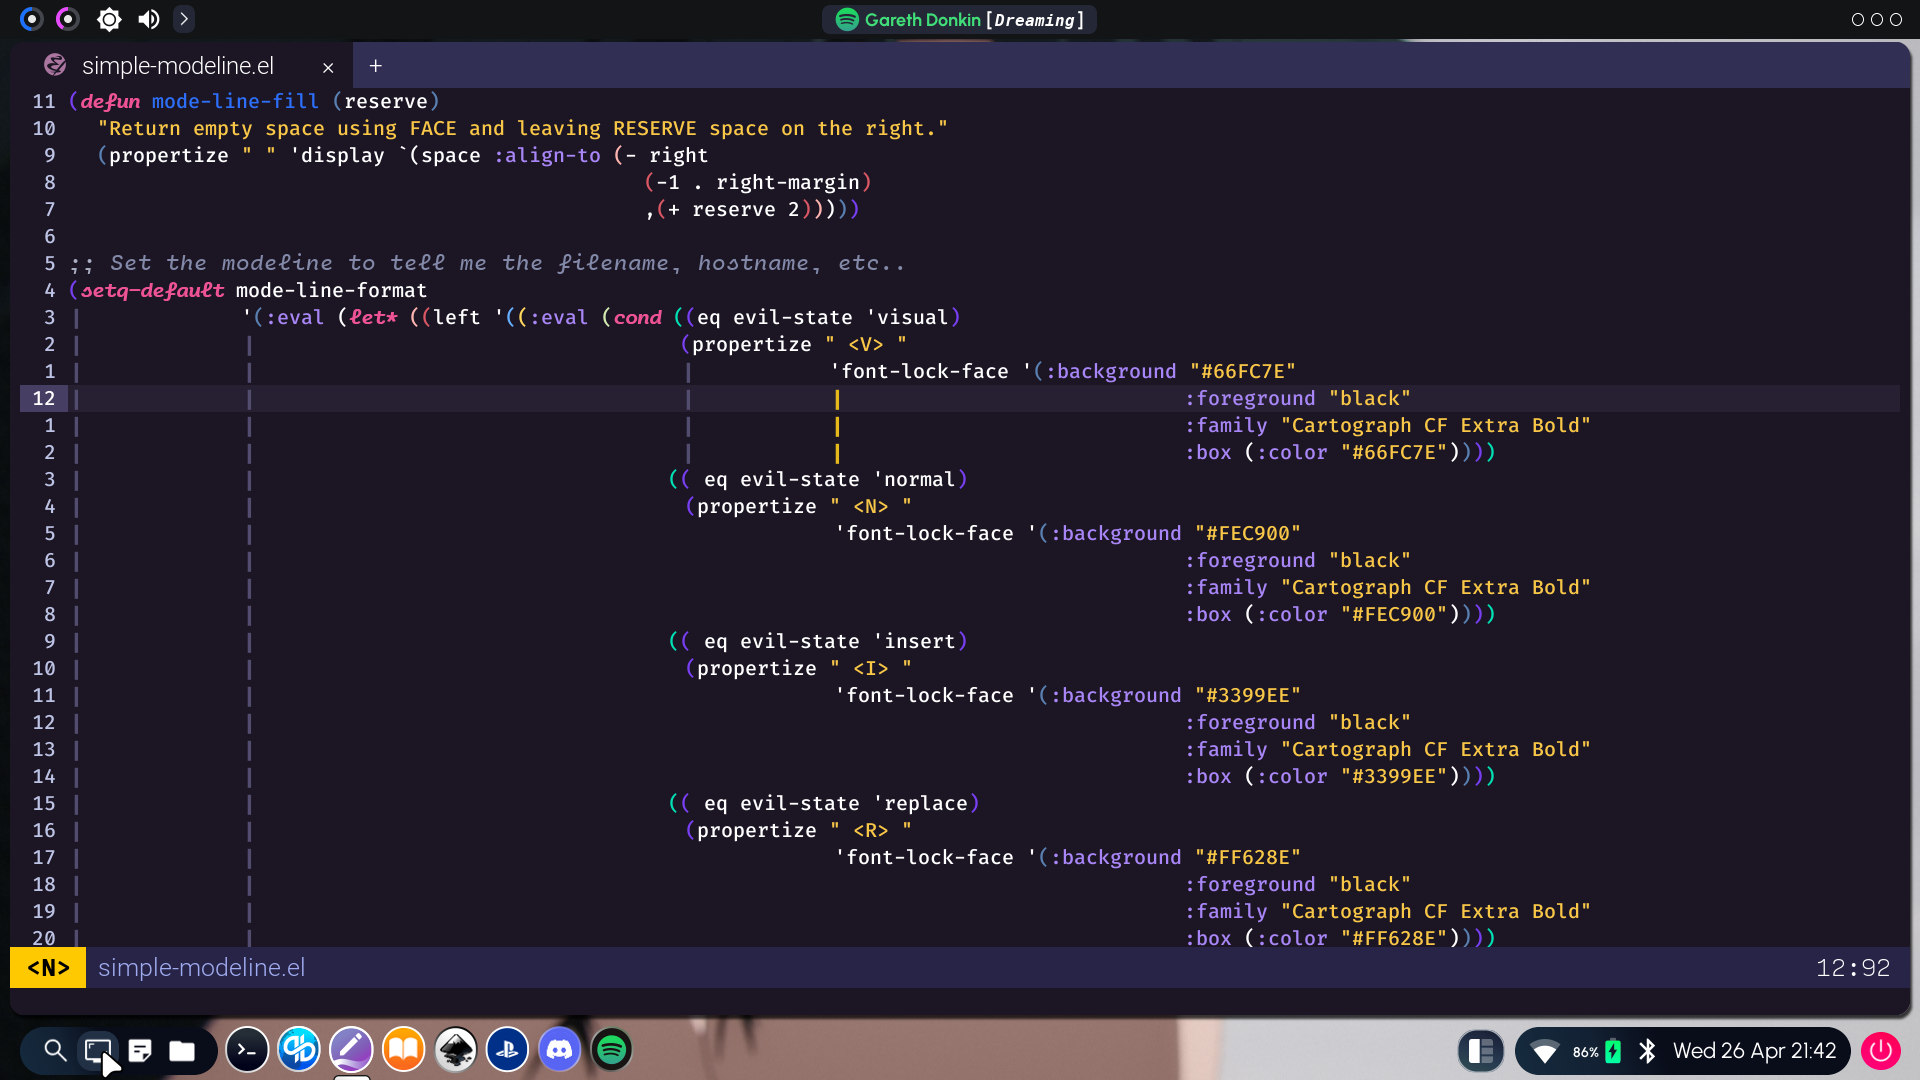 Gareth Donkin [Dreaming]
simple-modeline.el × +
11 (defun mode-line-fill (reserve)
10 "Return empty space using FACE and leaving RESERVE space on the right."
9 (propertize " " 'display `(space :align-to (- right
8 (-1 . right-margin)
7 ,(+ reserve 2)))))
6
5 ;; Set the modeline to tell me the filename, hostname, etc..
4 (setq-default mode-line-format
3 '(:eval (let* ((left '((:eval (cond ((eq evil-state 'visual)
2 (propertize " <V> "
1 'font-lock-face '(:background "#66FC7E"
12 :foreground "black"
1 :family "Cartograph CF Extra Bold"
2 :box (:color "#66FC7E"))))
3 (( eq evil-state 'normal)
4 (propertize " <N> "
5 'font-lock-face '(:background "#FEC900"
6 :foreground "black"
7 :family "Cartograph CF Extra Bold"
8 :box (:color "#FEC900"))))
9 (( eq evil-state 'insert)
10 (propertize " <I> "
11 'font-lock-face '(:background "#3399EE"
12 :foreground "black"
13 :family "Cartograph CF Extra Bold"
14 :box (:color "#3399EE"))))
15 (( eq evil-state 'replace)
16 (propertize " <R> "
17 'font-lock-face '(:background "#FF628E"
18 :foreground "black"
19 :family "Cartograph CF Extra Bold"
20 :box (:color "#FF628E"))))
<N> simple-modeline.el 12:92
86% Wed 26 Apr 21:42